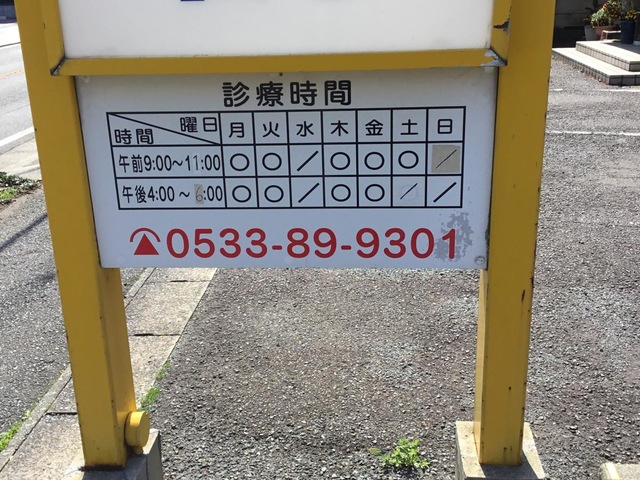 診療時間
時間 曜日 月 火 水 木 金 土 日
午前9:00〜11:00 ○ ○ ／ ○ ○ ○ ／
午後4:00〜6:00 ○ ○ ／ ○ ○ ／ ／
0533-89-9301